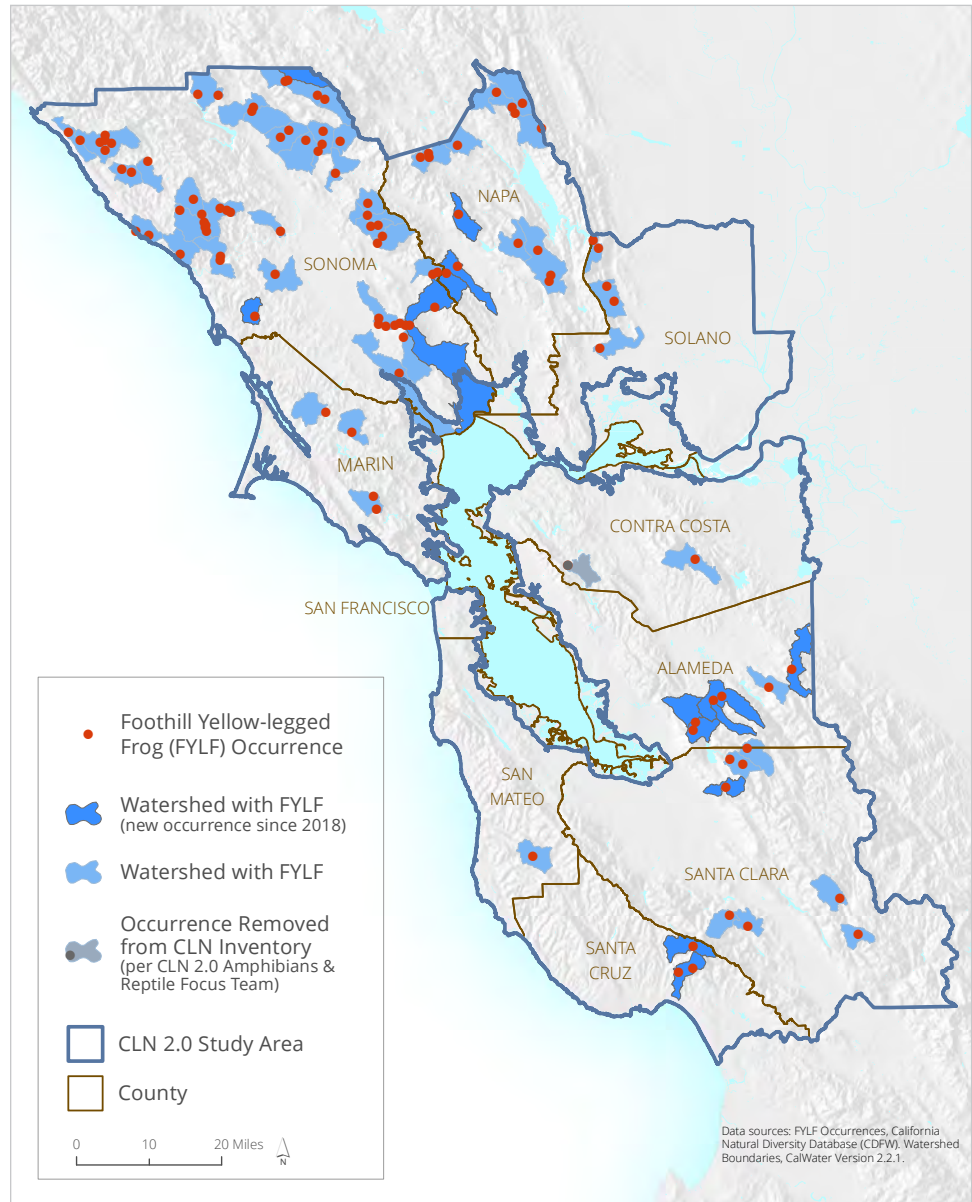 NAPA
SONOMA
SOLANO
MARIN
CONTRA COSTA
SAN FRANCISCO
ALAMEDA
SAN
MATEO
SANTA CLARA
SANTA
CRUZ
Foothill Yellow-legged
Frog (FYLF) Occurrence
Watershed with FYLF
(new occurrence since 2018)
Watershed with FYLF
Occurrence Removed
from CLN Inventory
(per CLN 2.0 Amphibians &
Reptile Focus Team)
CLN 2.0 Study Area
County
0 10 20 Miles
N
Data sources: FYLF Occurrences, California
Natural Diversity Database (CDFW). Watershed
Boundaries, CalWater Version 2.2.1.